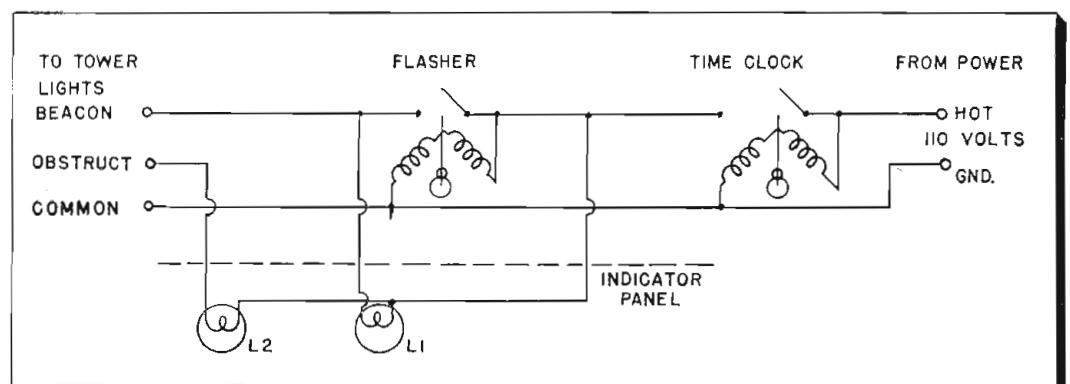 TO TOWER
LIGHTS
BEACON
OBSTRUCT
COMMON
FLASHER
TIME CLOCK
FROM POWER
HOT
110 VOLTS
GND.
INDICATOR
PANEL
L2
L1